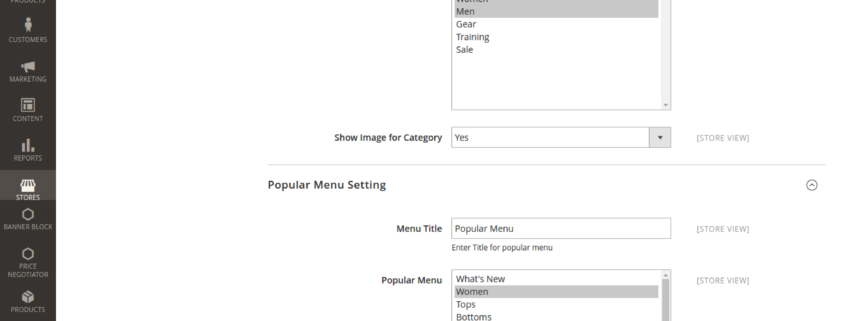 PRODUCTS
CUSTOMERS
MARKETING
CONTENT
REPORTS
STORES
BANNER BLOCK
PRICE
NEGOTIATOR
PRODUCTS
Women
Men
Gear
Training
Sale
Show Image for Category
Yes
[STORE VIEW]
Popular Menu Setting
Menu Title
Popular Menu
[STORE VIEW]
Enter Title for popular menu
Popular Menu
What's New
Women
Tops
Bottoms
[STORE VIEW]